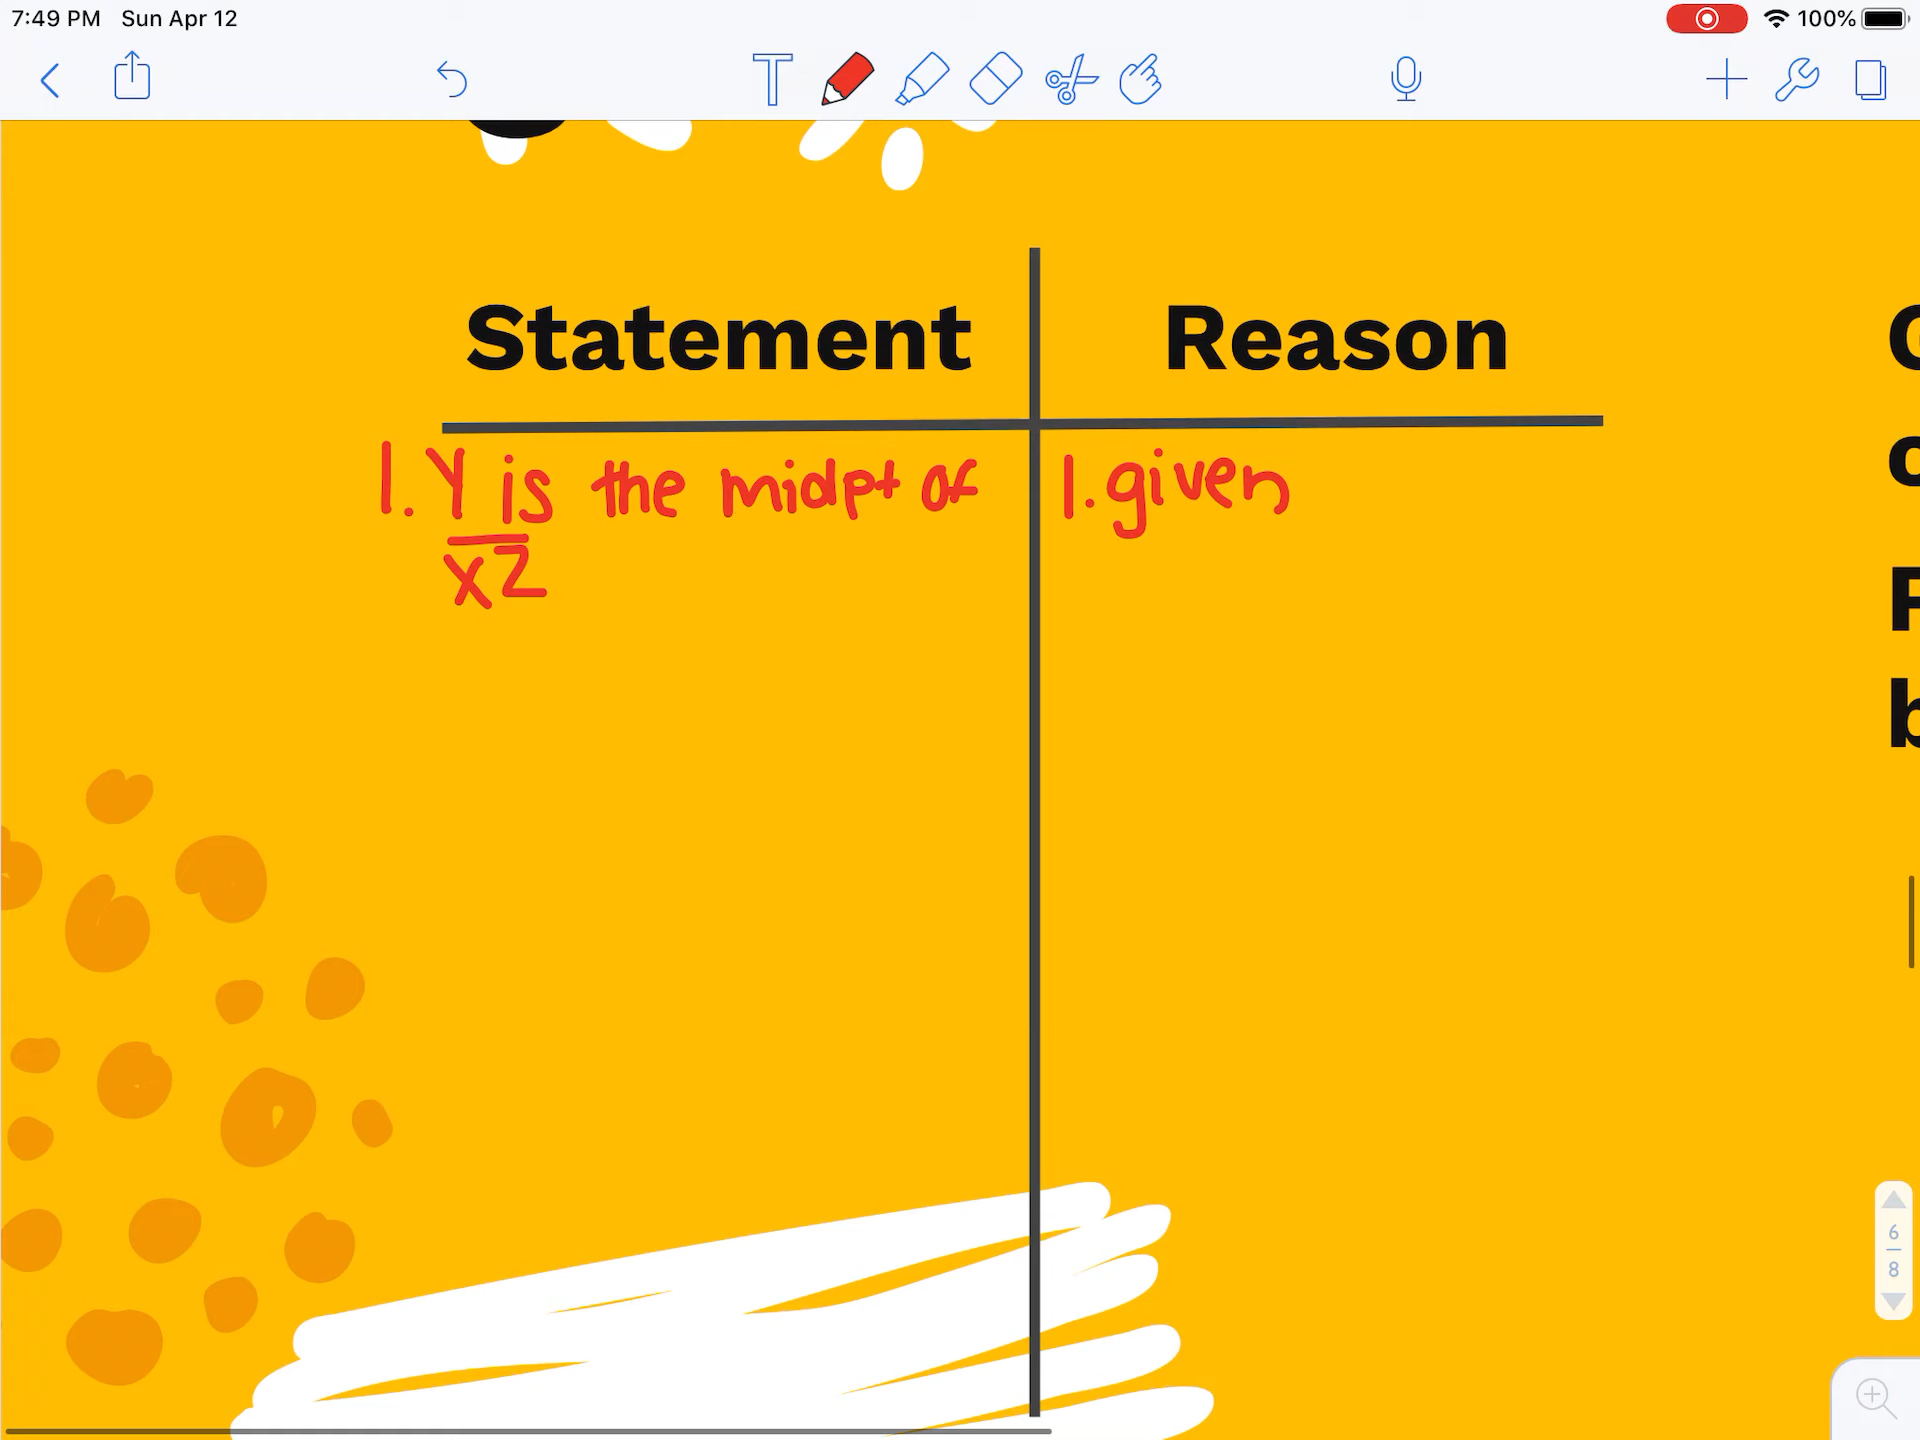 7:49 PM Sun Apr 12
100%
T
Statement
Reason
1. Y is the midpt of
XZ
1. given
6
8